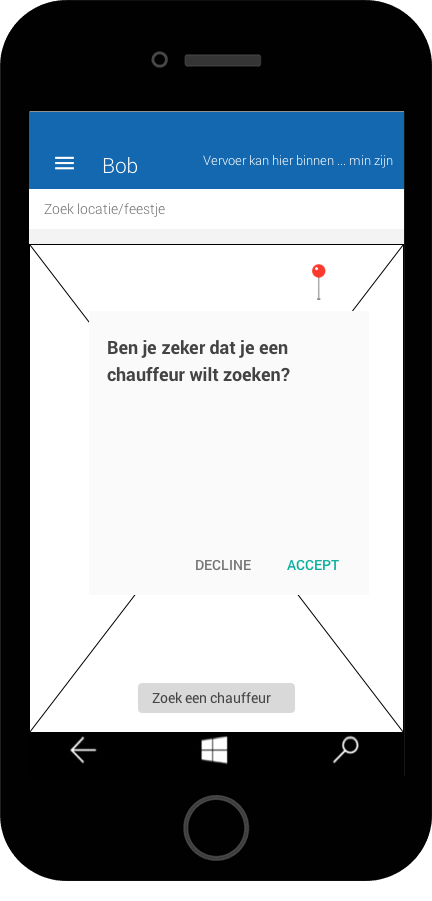 Bob
Vervoer kan hier binnen ... min zijn
Zoek locatie/feestje
Ben je zeker dat je een
chauffeur wilt zoeken?
DECLINE ACCEPT
Zoek een chauffeur